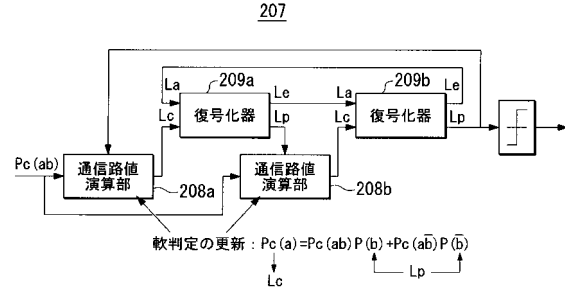 207
209a
209b
La
Le
La
Le
Lc
復号化器
Lp
Lc
復号化器
Lp
Pc(ab)
通信路値
演算部
208a
通信路値
演算部
208b
軟判定の更新：Pc(a)=Pc(ab)P(b)+Pc(ab̅)P(b̅)
Lc
Lp